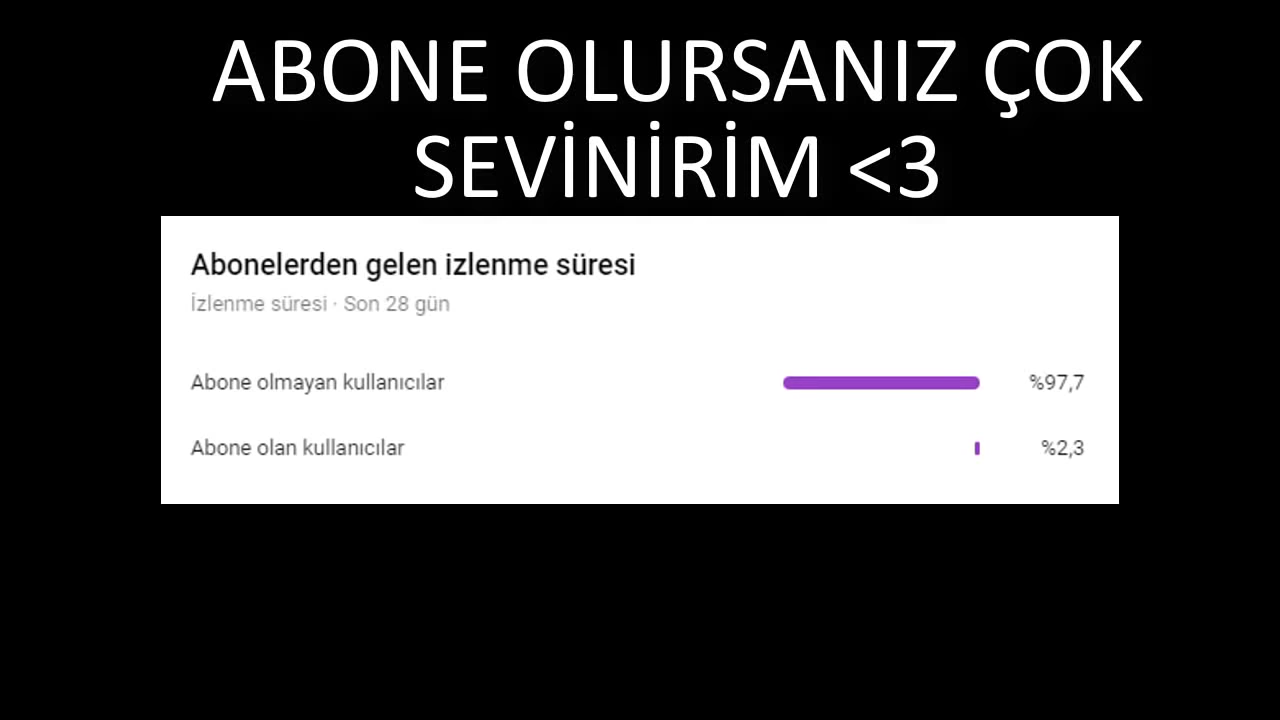 ABONE OLURSANIZ ÇOK
SEVİNİRİM <3
Abonelerden gelen izlenme süresi
İzlenme süresi · Son 28 gün
Abone olmayan kullanıcılar %97,7
Abone olan kullanıcılar %2,3